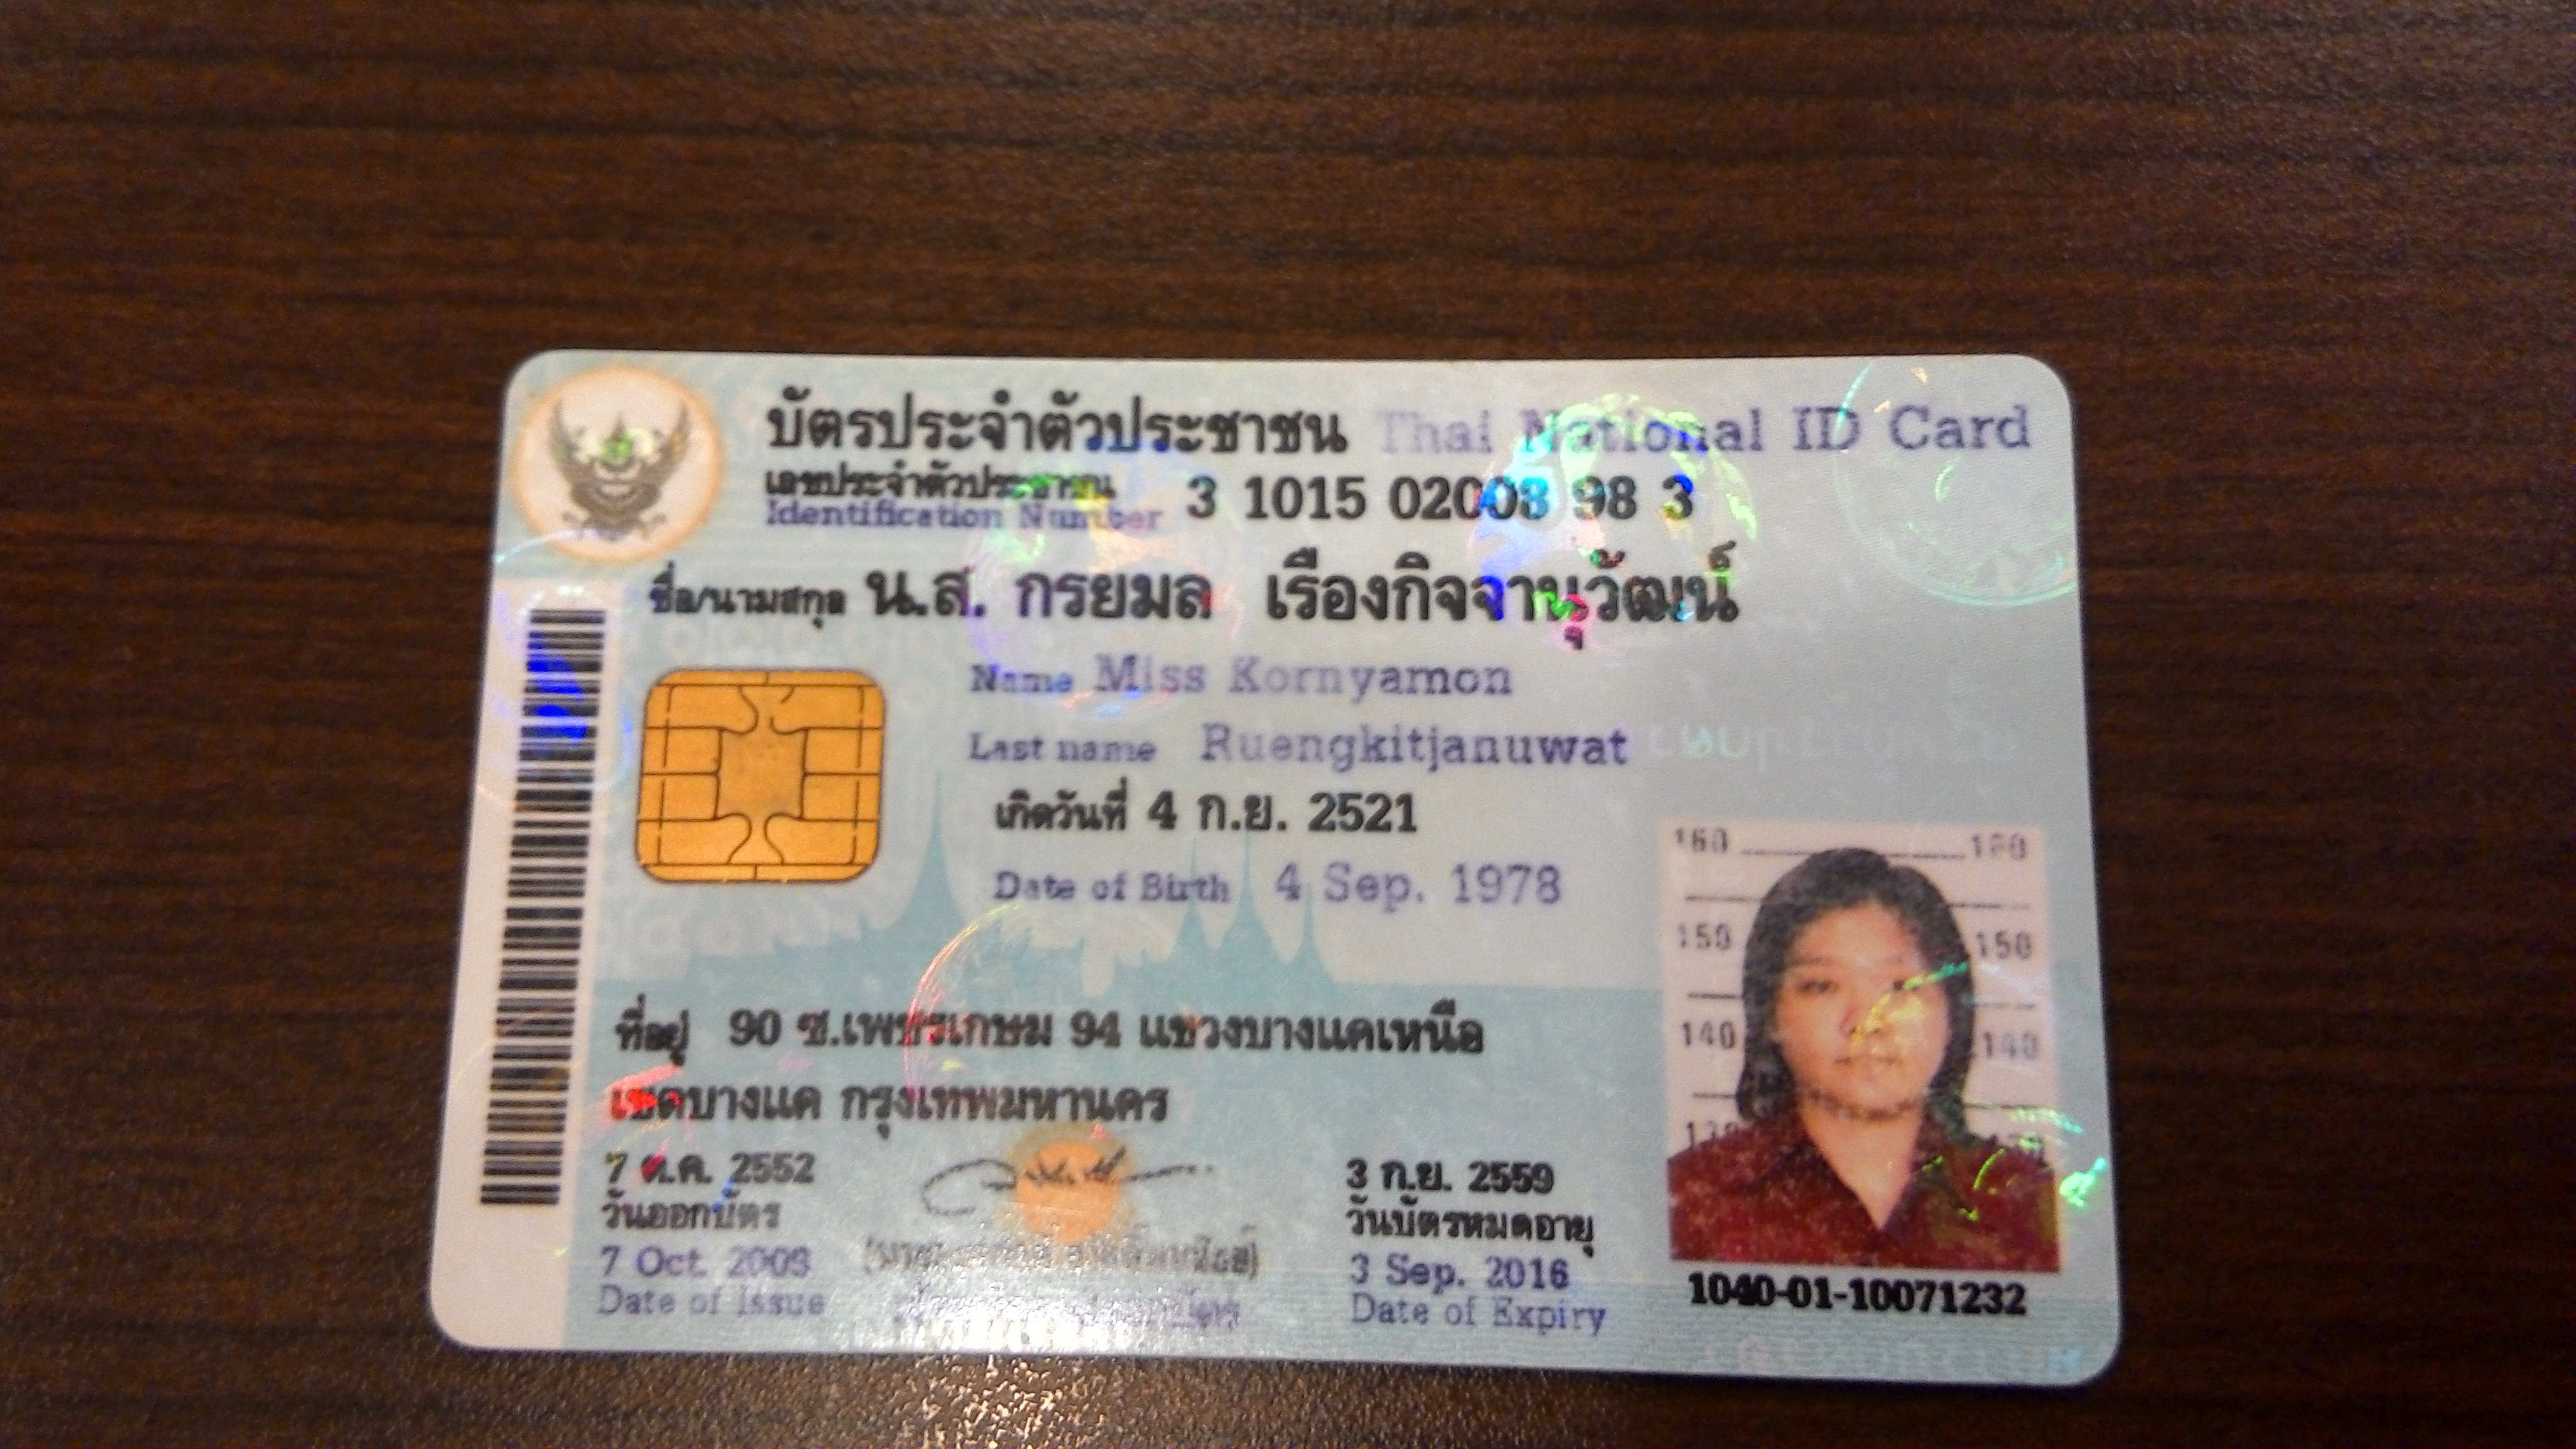 บัตรประจำตัวประชาชน Thai National ID Card
เลขประจำตัวประชาชน
Identification Number 3 1015 02008 98 3
ชื่อ/นามสกุล น.ส. กรยมล เรืองกิจจานุวัฒน์
Name Miss Kornyamon
Last name Ruengkitjanuwat
เกิดวันที่ 4 ก.ย. 2521
Date of Birth 4 Sep. 1978
ที่อยู่ 90 ซ.เพชรเกษม 94 แขวงบางแคเหนือ
เขตบางแค กรุงเทพมหานคร
7 ต.ค. 2552
วันออกบัตร
7 Oct. 2009
Date of Issue
3 ก.ย. 2559
วันบัตรหมดอายุ
3 Sep. 2016
Date of Expiry
160 160
150 150
140 140
130
1040-01-10071232